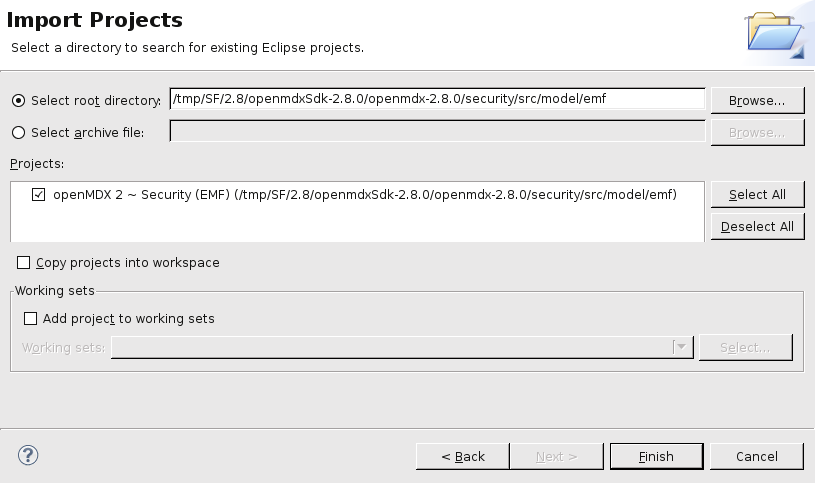 Import Projects
Select a directory to search for existing Eclipse projects.
Select root directory: /tmp/SF/2.8/openmdxSdk-2.8.0/openmdx-2.8.0/security/src/model/emf Browse...
Select archive file: Browse...
Projects:
openMDX 2 ~ Security (EMF) (/tmp/SF/2.8/openmdxSdk-2.8.0/openmdx-2.8.0/security/src/model/emf) Select All
Deselect All
Copy projects into workspace
Working sets
Add project to working sets
Working sets: Select...
? < Back Next > Finish Cancel